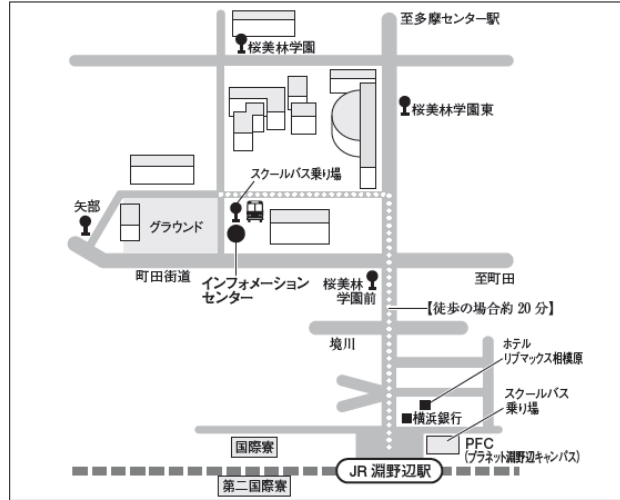 至多摩センター駅
桜美林学園
桜美林学園東
スクールバス乗り場
矢部
グラウンド
町田街道
インフォメーション
センター
桜美林
学園前
至町田
【徒歩の場合約20分】
境川
ホテル
リブマックス相模原
スクールバス
乗り場
■横浜銀行
国際寮
PFC
(プラネット淵野辺キャンパス)
JR 淵野辺駅
第二国際寮